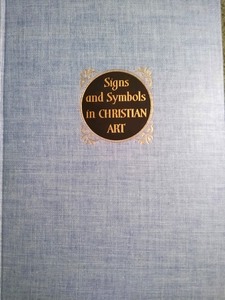 Signs
and Symbols
in CHRISTIAN
ART